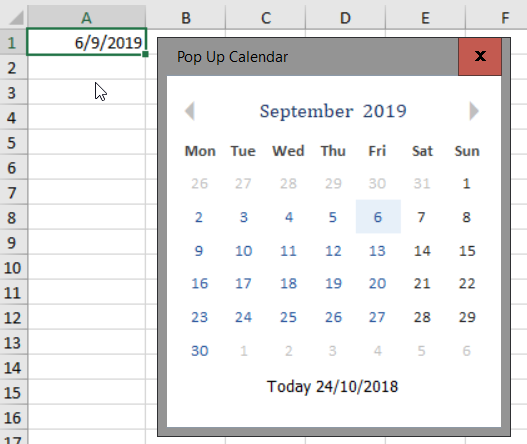 A B C D E F
1 6/9/2019
Pop Up Calendar x
2
3
4
September 2019
5
Mon Tue Wed Thu Fri Sat Sun
6
7
26 27 28 29 30 31 1
8
2 3 4 5 6 7 8
9
9 10 11 12 13 14 15
10
11
16 17 18 19 20 21 22
12
23 24 25 26 27 28 29
13
14
30 1 2 3 4 5 6
15
Today 24/10/2018
16
17